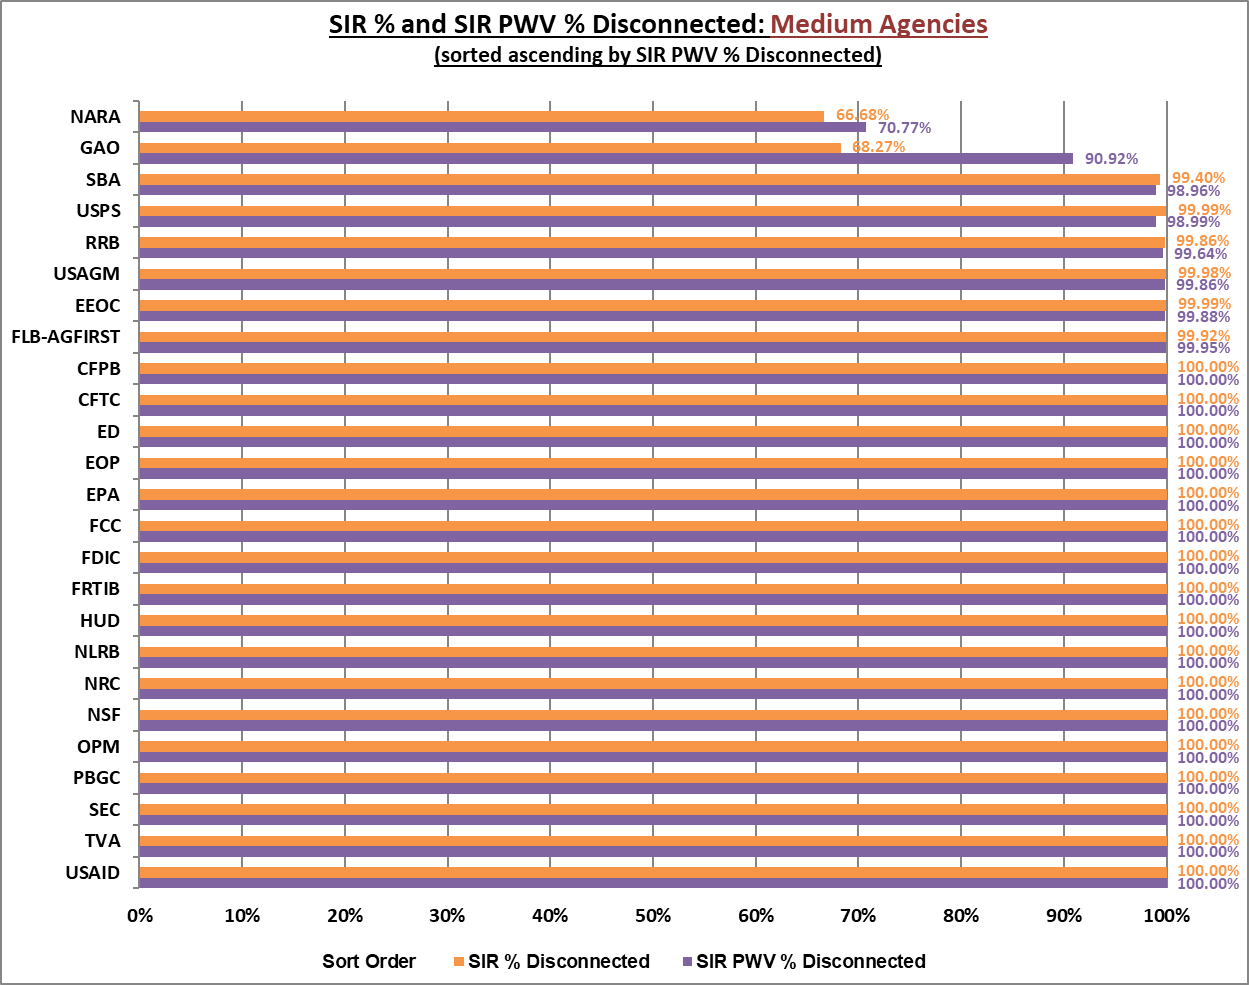 SIR % and SIR PWV % Disconnected: Medium Agencies
(sorted ascending by SIR PWV % Disconnected)
NARA 66.68%
70.77%
GAO 68.27%
90.92%
SBA 99.40%
98.96%
USPS 99.99%
98.99%
RRB 99.86%
99.64%
USAGM 99.98%
99.86%
EEOC 99.99%
99.88%
FLB-AGFIRST 99.92%
99.95%
CFPB 100.00%
100.00%
CFTC 100.00%
100.00%
ED 100.00%
100.00%
EOP 100.00%
100.00%
EPA 100.00%
100.00%
FCC 100.00%
100.00%
FDIC 100.00%
100.00%
FRTIB 100.00%
100.00%
HUD 100.00%
100.00%
NLRB 100.00%
100.00%
NRC 100.00%
100.00%
NSF 100.00%
100.00%
OPM 100.00%
100.00%
PBGC 100.00%
100.00%
SEC 100.00%
100.00%
TVA 100.00%
100.00%
USAID 100.00%
100.00%
0% 10% 20% 30% 40% 50% 60% 70% 80% 90% 100%
Sort Order SIR % Disconnected SIR PWV % Disconnected